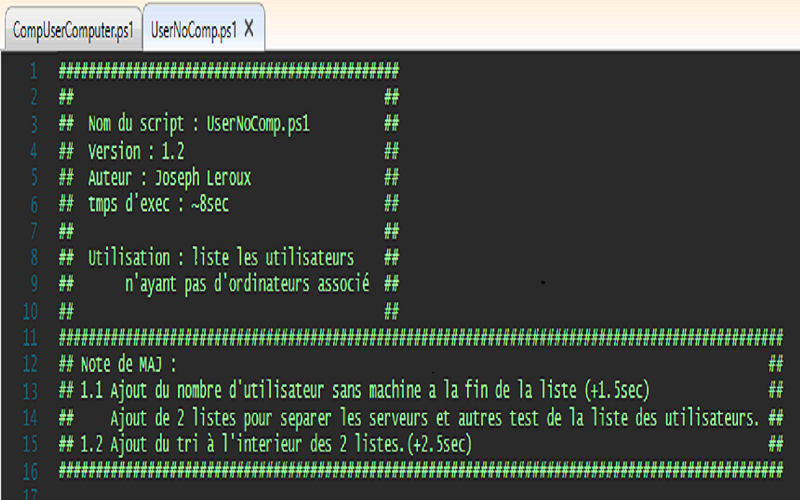 CompUserComputer.ps1 UserNoComp.ps1 X
1 ##############################################
2 ## ##
3 ## Nom du script : UserNoComp.ps1 ##
4 ## Version : 1.2 ##
5 ## Auteur : Joseph Leroux ##
6 ## tmps d'exec : ~8sec ##
7 ## ##
8 ## Utilisation : liste les utilisateurs ##
9 ## n'ayant pas d'ordinateurs associé ##
10 ## ##
11 ##################################################################################################
12 ## Note de MAJ : ##
13 ## 1.1 Ajout du nombre d'utilisateur sans machine a la fin de la liste (+1.5sec) ##
14 ## Ajout de 2 listes pour separer les serveurs et autres test de la liste des utilisateurs. ##
15 ## 1.2 Ajout du tri à l'interieur des 2 listes.(+2.5sec) ##
16 ##################################################################################################
17